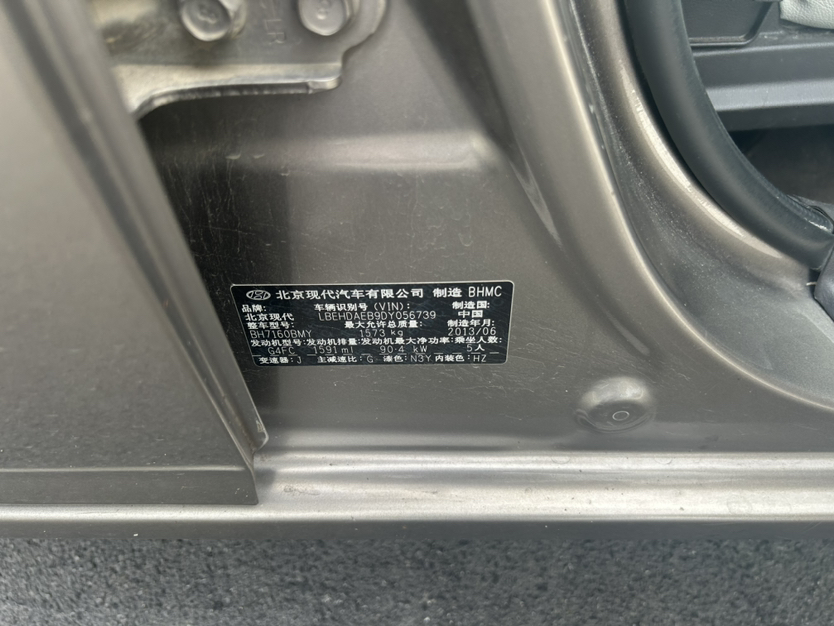 LR
北京现代汽车有限公司 制造 BHMC
品牌: 车辆识别号(VIN): 制造国:
北京现代 LBEHDAEB9DY056739 中国
整车型号: 最大允许总质量: 制造年月:
BH7160BMY 1573 kg 2013/06
发动机型号: 发动机排量: 发动机最大净功率: 乘坐人数:
G4FC 1591 ml 90.4 kW 5人
变速器: J 主减速比: G 漆色: N3Y 内装色: HZ